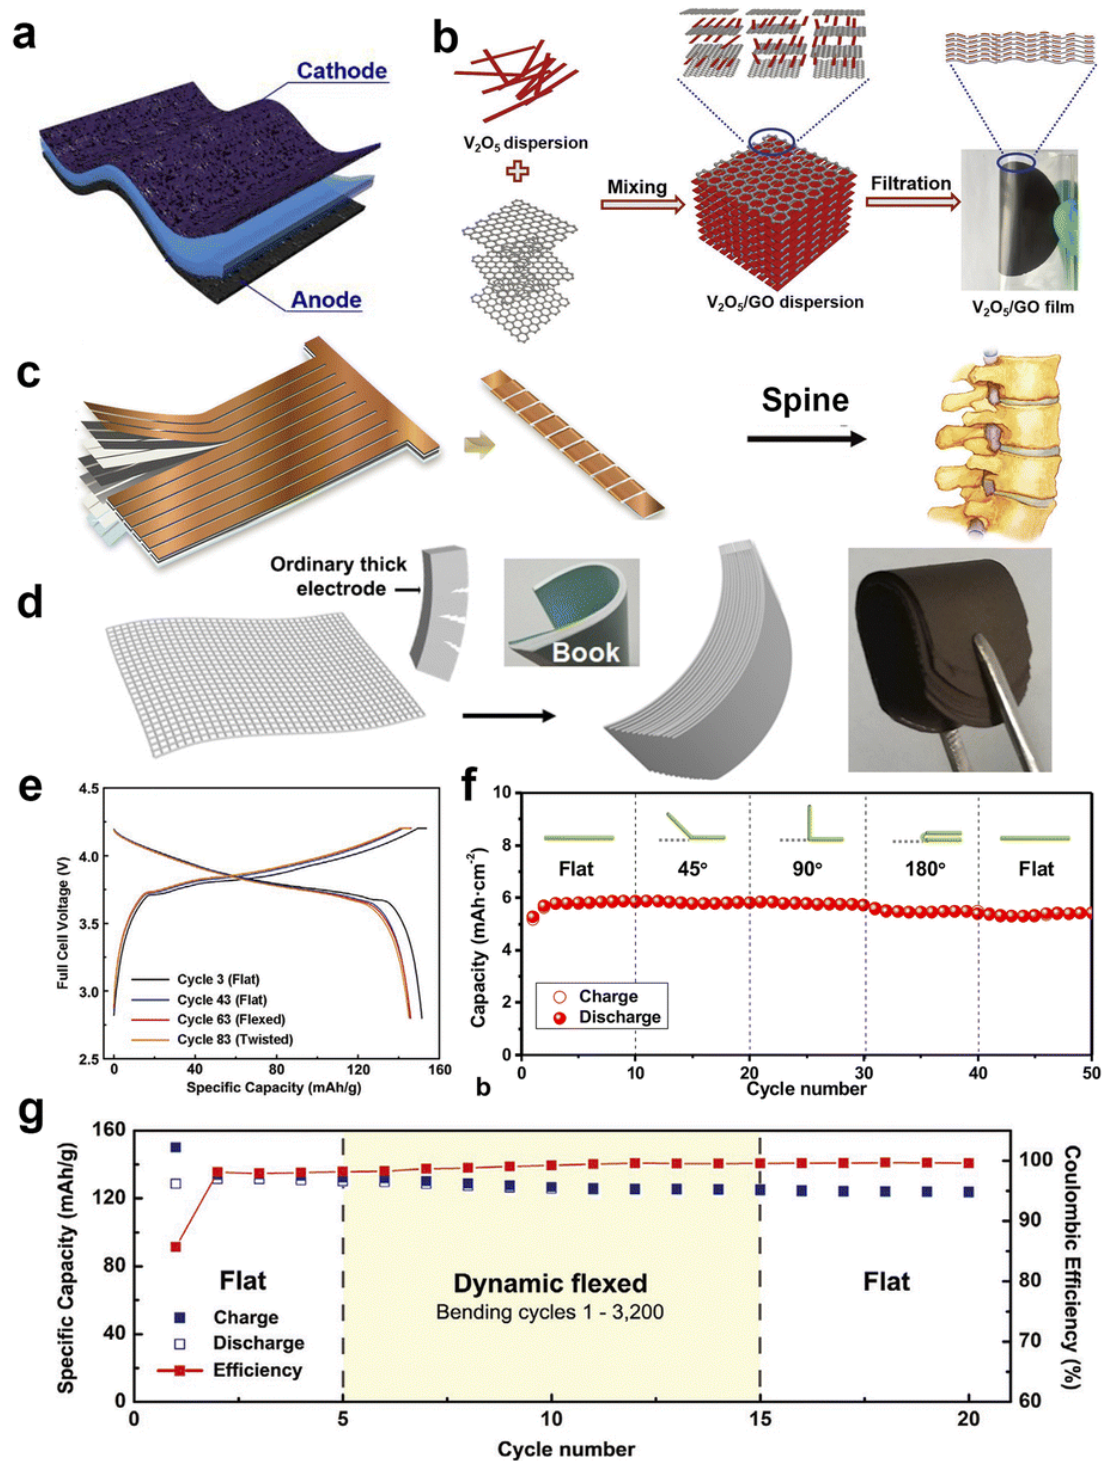 a
Cathode
Anode
b
V₂O₅ dispersion
Mixing
V₂O₅/GO dispersion
Filtration
V₂O₅/GO film
c
Spine
d
Ordinary thick
electrode
Book
e
4.5
4.0
3.5
3.0
2.5
Full Cell Voltage (V)
Cycle 3 (Flat)
Cycle 43 (Flat)
Cycle 63 (Flexed)
Cycle 83 (Twisted)
0 40 80 120 160
Specific Capacity (mAh/g)
f
10
8
6
4
2
0
Capacity (mAh·cm⁻²)
Flat 45° 90° 180° Flat
Charge
Discharge
0 10 20 30 40 50
Cycle number
b
g
160
120
80
40
0
Specific Capacity (mAh/g)
Flat
Charge
Discharge
Efficiency
Dynamic flexed
Bending cycles 1 - 3,200
Flat
100
90
80
70
60
Coulombic Efficiency (%)
0 5 10 15 20
Cycle number